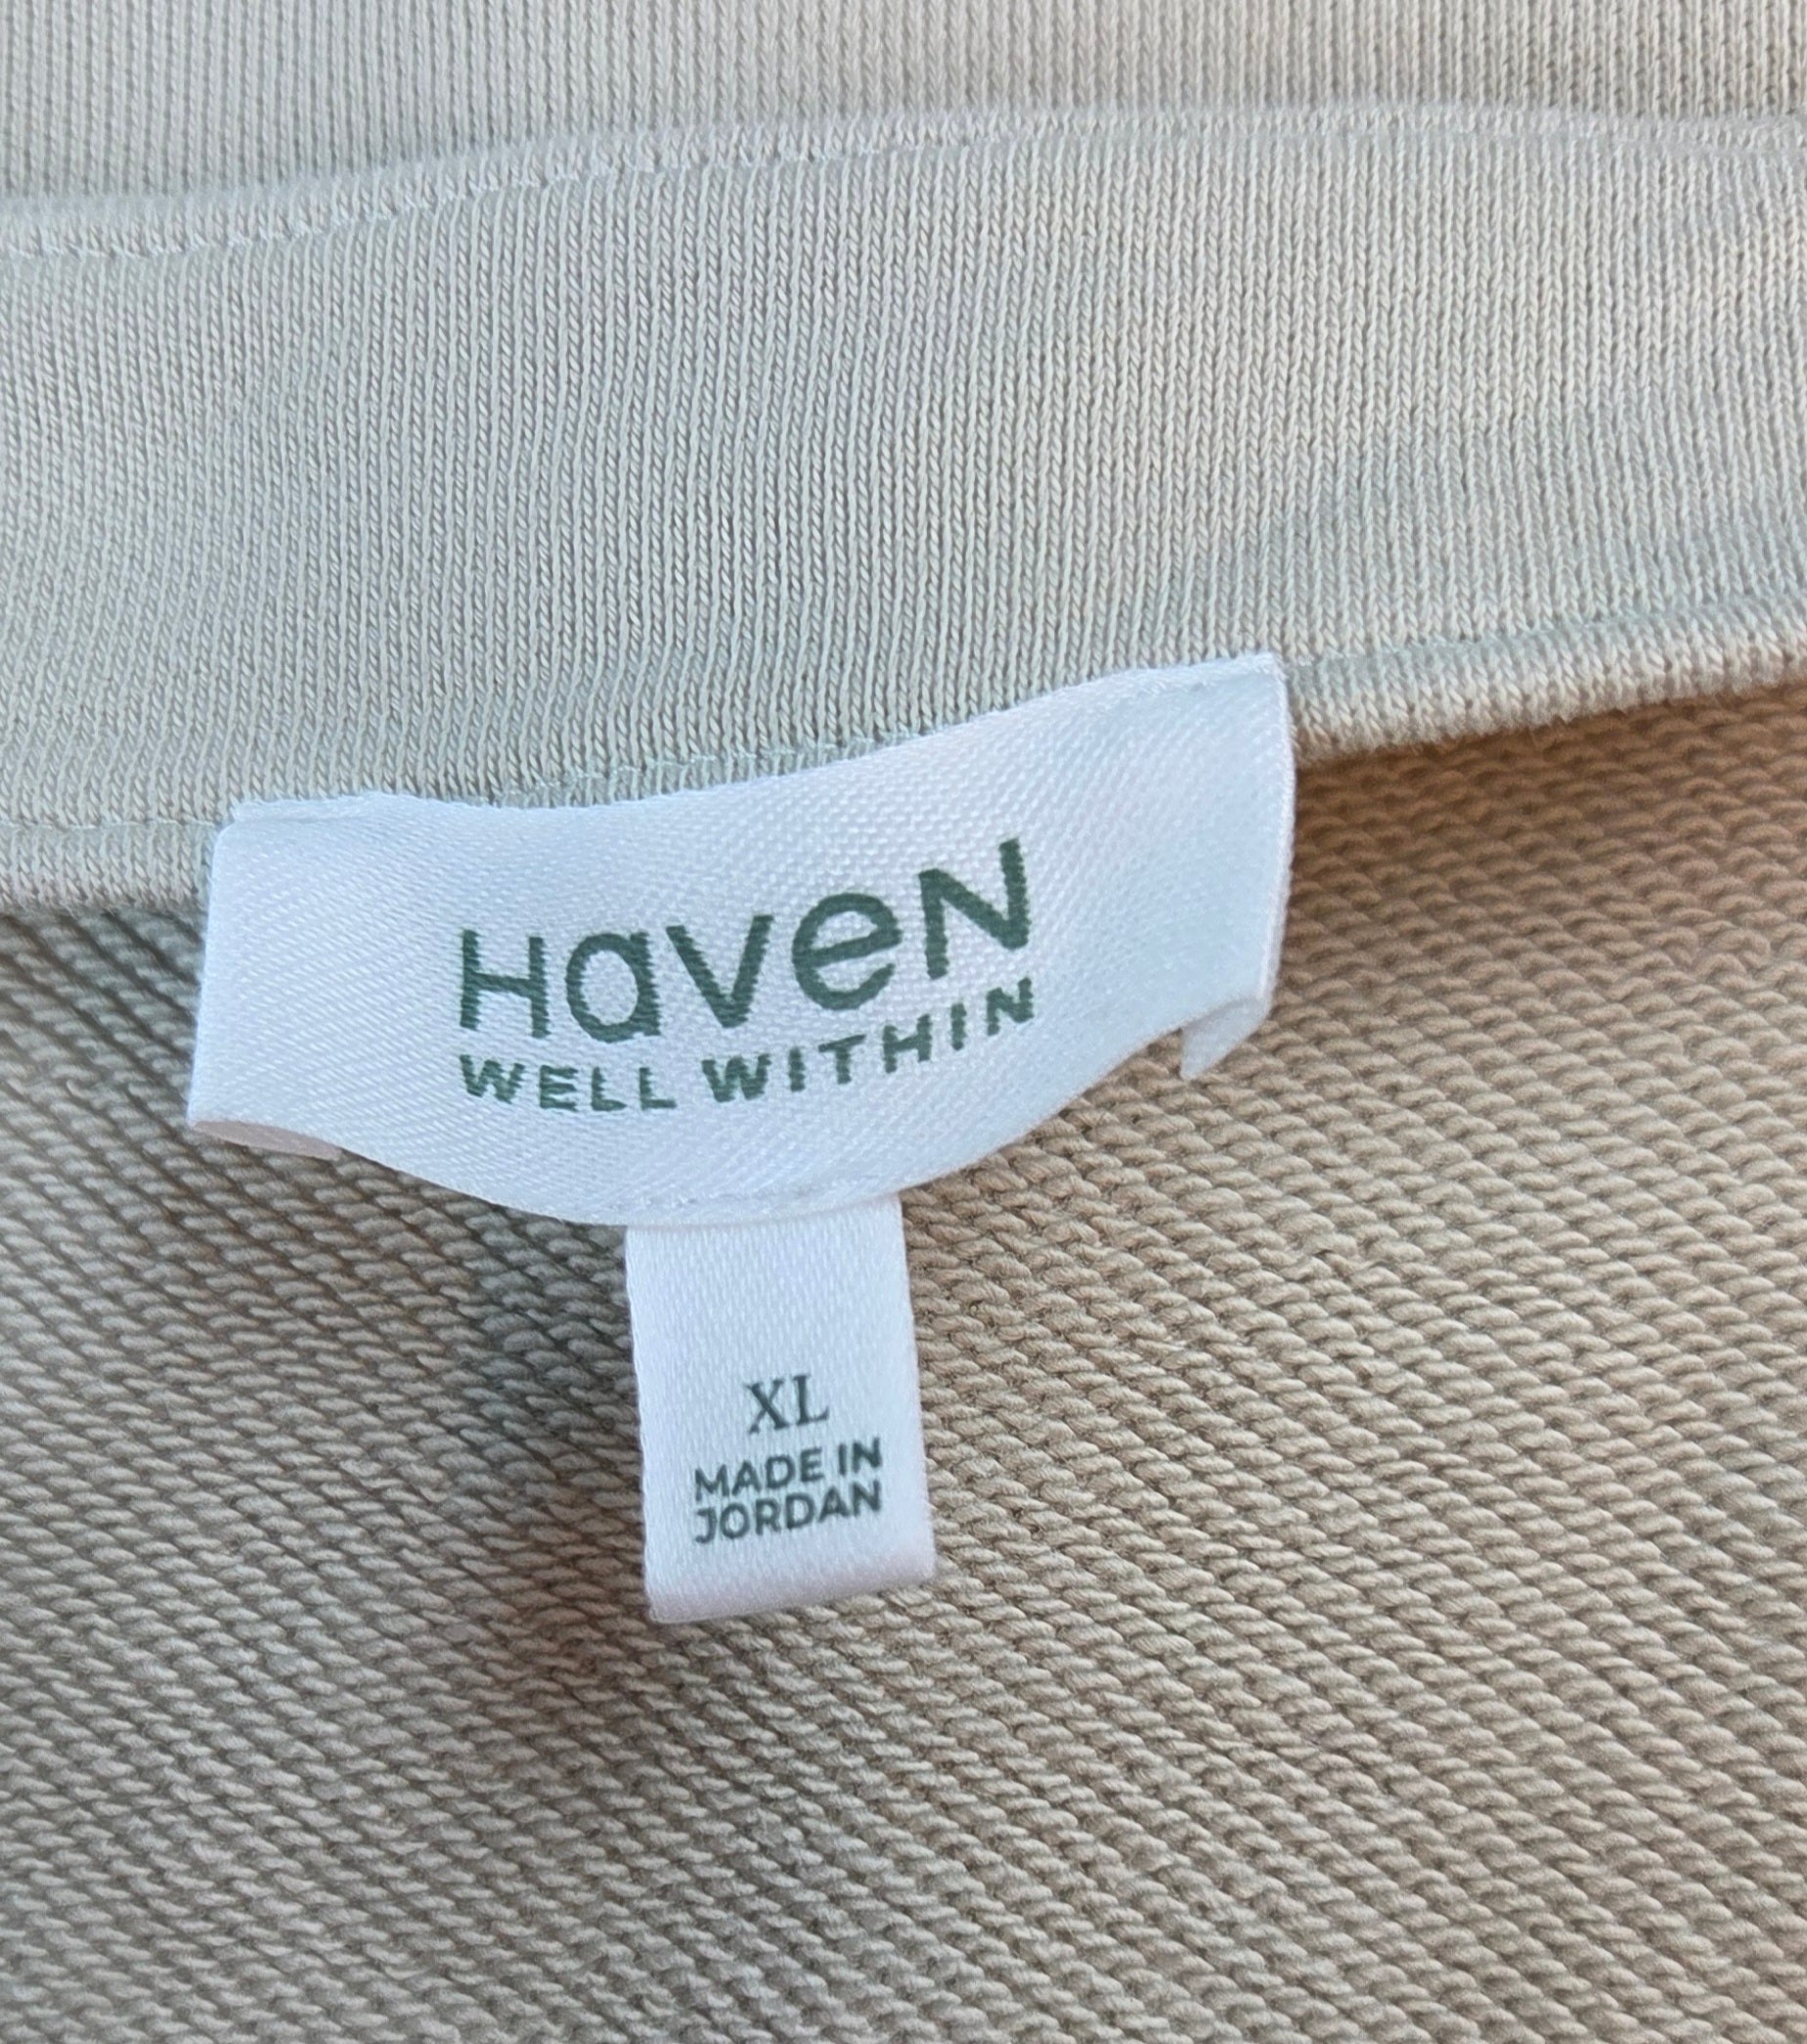 HaveN
WELL WITHIN
XL
MADE IN
JORDAN